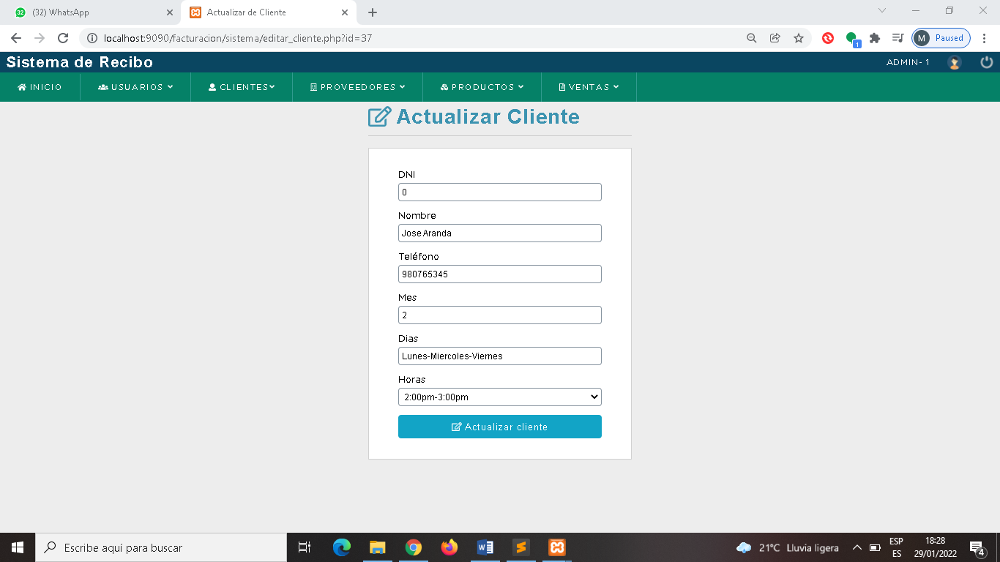 (32) WhatsApp
Actualizar de Cliente
localhost:9090/facturacion/sistema/editar_cliente.php?id=37
1
M
Paused
Sistema de Recibo
ADMIN- 1
INICIO
USUARIOS
CLIENTES
PROVEEDORES
PRODUCTOS
VENTAS
Actualizar Cliente
DNI
0
Nombre
Jose Aranda
Teléfono
980765345
Mes
2
Dias
Lunes-Miercoles-Viernes
Horas
2:00pm-3:00pm
Actualizar cliente
Escribe aquí para buscar
21°C Lluvia ligera
ESP
ES
18:28
29/01/2022
4